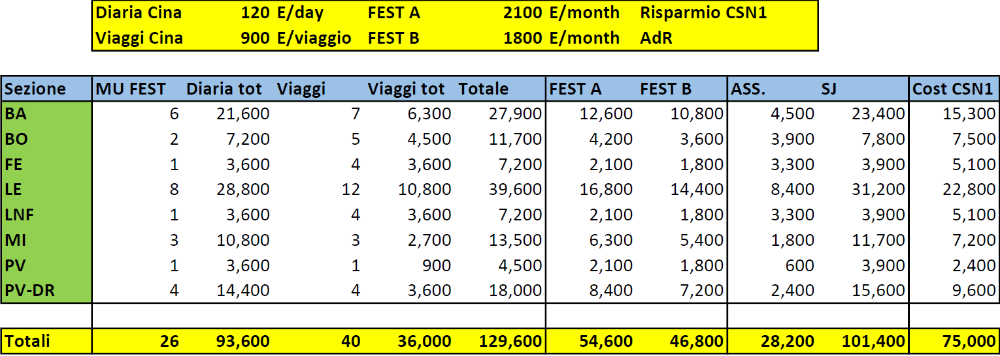 Diaria Cina 120 E/day FEST A 2100 E/month Risparmio CSN1
Viaggi Cina 900 E/viaggio FEST B 1800 E/month AdR
Sezione MU FEST Diaria tot Viaggi Viaggi tot Totale FEST A FEST B ASS. SJ Cost CSN1
BA 6 21,600 7 6,300 27,900 12,600 10,800 4,500 23,400 15,300
BO 2 7,200 5 4,500 11,700 4,200 3,600 3,900 7,800 7,500
FE 1 3,600 4 3,600 7,200 2,100 1,800 3,300 3,900 5,100
LE 8 28,800 12 10,800 39,600 16,800 14,400 8,400 31,200 22,800
LNF 1 3,600 4 3,600 7,200 2,100 1,800 3,300 3,900 5,100
MI 3 10,800 3 2,700 13,500 6,300 5,400 1,800 11,700 7,200
PV 1 3,600 1 900 4,500 2,100 1,800 600 3,900 2,400
PV-DR 4 14,400 4 3,600 18,000 8,400 7,200 2,400 15,600 9,600
Totali 26 93,600 40 36,000 129,600 54,600 46,800 28,200 101,400 75,000